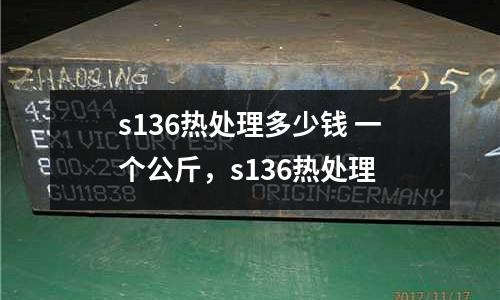 ZHAOQING
3259
439044
EX1 VICTORY ESR
GU11838
ORIGIN:GERMANY
s136热处理多少钱 一
个公斤，s136热处理
2017/11/17